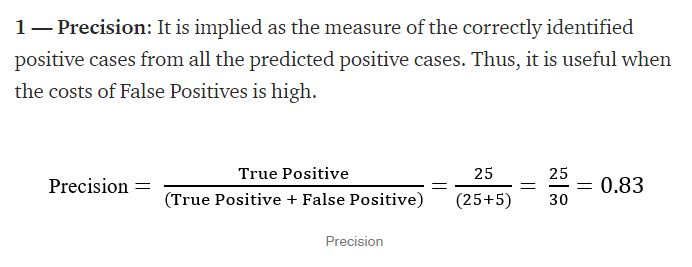 1 — Precision: It is implied as the measure of the correctly identified
positive cases from all the predicted positive cases. Thus, it is useful when
the costs of False Positives is high.
Precision = True Positive / (True Positive + False Positive) = 25 / (25+5) = 25 / 30 = 0.83
Precision